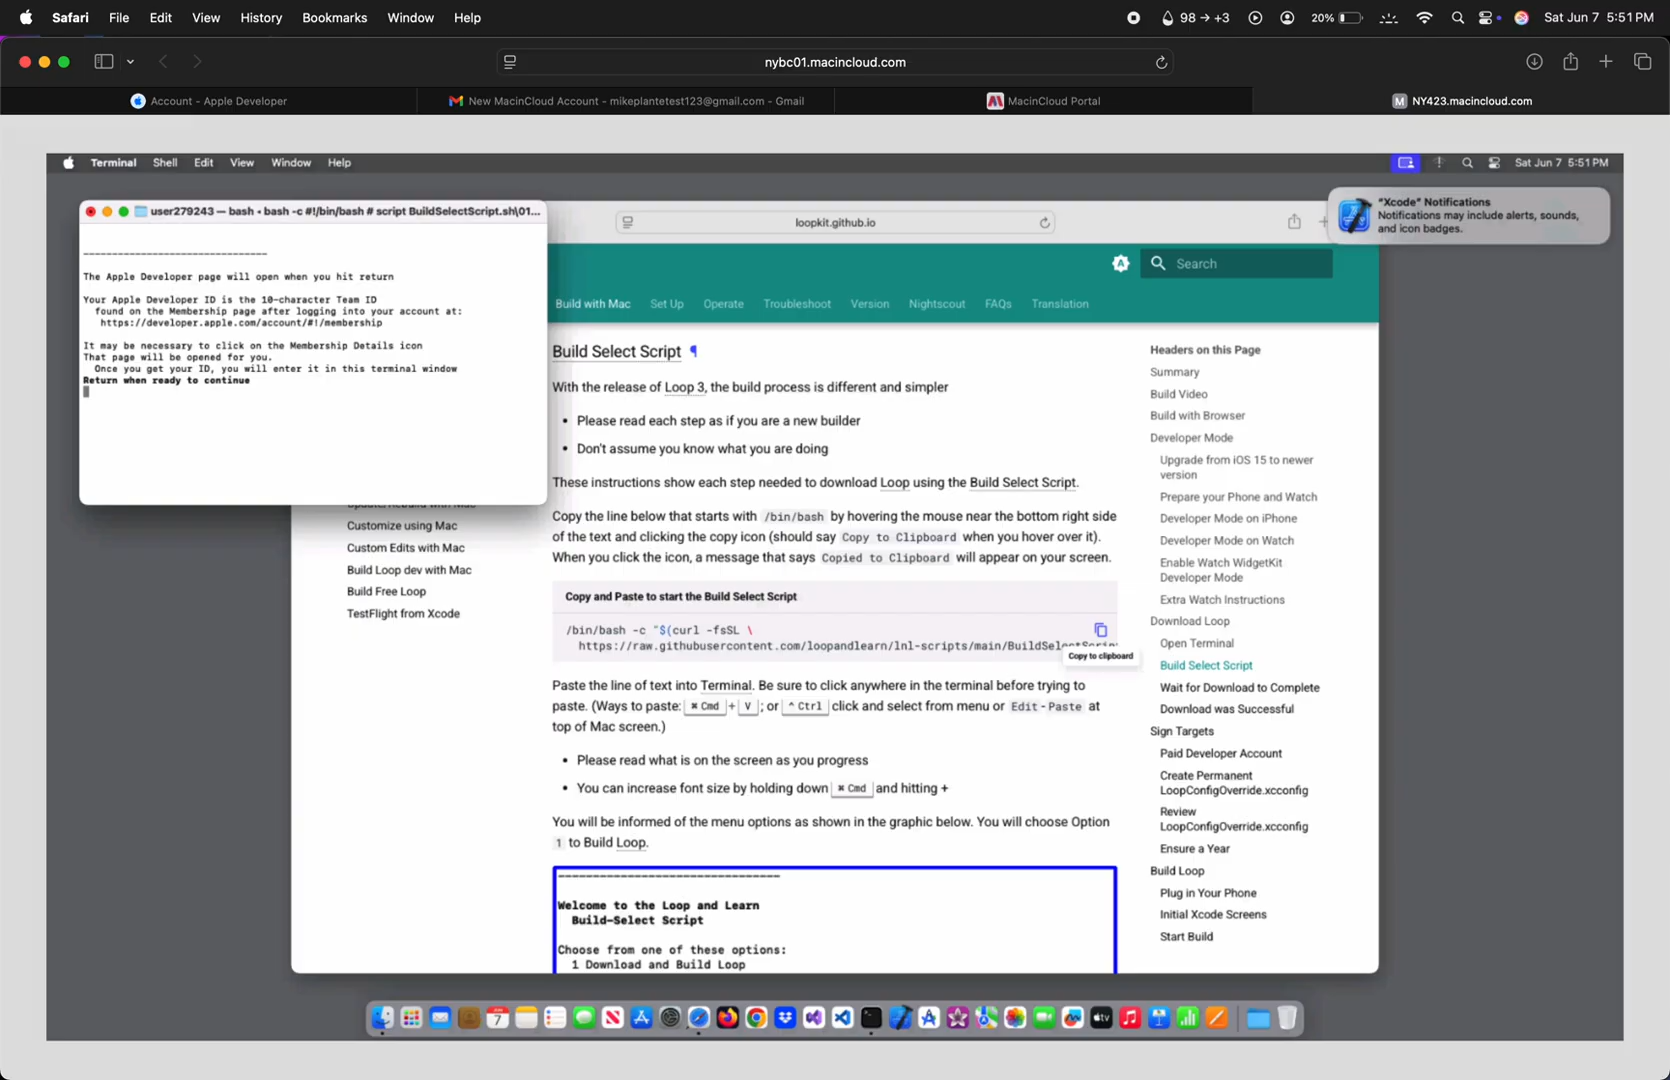 Safari File Edit View History Bookmarks Window Help 98 → +3 20% Sat Jun 7 5:51 PM
nybc01.macincloud.com
Account - Apple Developer New MacinCloud Account - mikeplantetest123@gmail.com - Gmail MacinCloud Portal M NY423.macincloud.com
Terminal Shell Edit View Window Help Sat Jun 7 5:51 PM
user279243 — bash • bash -c #!/bin/bash # script BuildSelectScript.sh\01...
--------------------------------
The Apple Developer page will open when you hit return
Your Apple Developer ID is the 10-character Team ID
found on the Membership page after logging into your account at:
https://developer.apple.com/account/#!/membership
It may be necessary to click on the Membership Details icon
That page will be opened for you.
Once you get your ID, you will enter it in this terminal window
Return when ready to continue
"Xcode" Notifications
Notifications may include alerts, sounds,
and icon badges.
loopkit.github.io
Search
Build with Mac Set Up Operate Troubleshoot Version Nightscout FAQs Translation
Customize using Mac
Custom Edits with Mac
Build Loop dev with Mac
Build Free Loop
TestFlight from Xcode
Build Select Script ¶
With the release of Loop 3, the build process is different and simpler
• Please read each step as if you are a new builder
• Don't assume you know what you are doing
These instructions show each step needed to download Loop using the Build Select Script.
Copy the line below that starts with /bin/bash by hovering the mouse near the bottom right side
of the text and clicking the copy icon (should say Copy to Clipboard when you hover over it).
When you click the icon, a message that says Copied to Clipboard will appear on your screen.
Copy and Paste to start the Build Select Script
/bin/bash -c "$(curl -fsSL \
https://raw.githubusercontent.com/loopandlearn/lnl-scripts/main/BuildSelectScrip
Copy to clipboard
Paste the line of text into Terminal. Be sure to click anywhere in the terminal before trying to
paste. (Ways to paste: ⌘ Cmd + V ; or ^ Ctrl click and select from menu or Edit-Paste at
top of Mac screen.)
• Please read what is on the screen as you progress
• You can increase font size by holding down ⌘ Cmd and hitting +
You will be informed of the menu options as shown in the graphic below. You will choose Option
1 to Build Loop.
--------------------------------
Welcome to the Loop and Learn
Build-Select Script
Choose from one of these options:
1 Download and Build Loop
Headers on this Page
Summary
Build Video
Build with Browser
Developer Mode
Upgrade from iOS 15 to newer
version
Prepare your Phone and Watch
Developer Mode on iPhone
Developer Mode on Watch
Enable Watch WidgetKit
Developer Mode
Extra Watch Instructions
Download Loop
Open Terminal
Build Select Script
Wait for Download to Complete
Download was Successful
Sign Targets
Paid Developer Account
Create Permanent
LoopConfigOverride.xcconfig
Review
LoopConfigOverride.xcconfig
Ensure a Year
Build Loop
Plug in Your Phone
Initial Xcode Screens
Start Build
7
tv